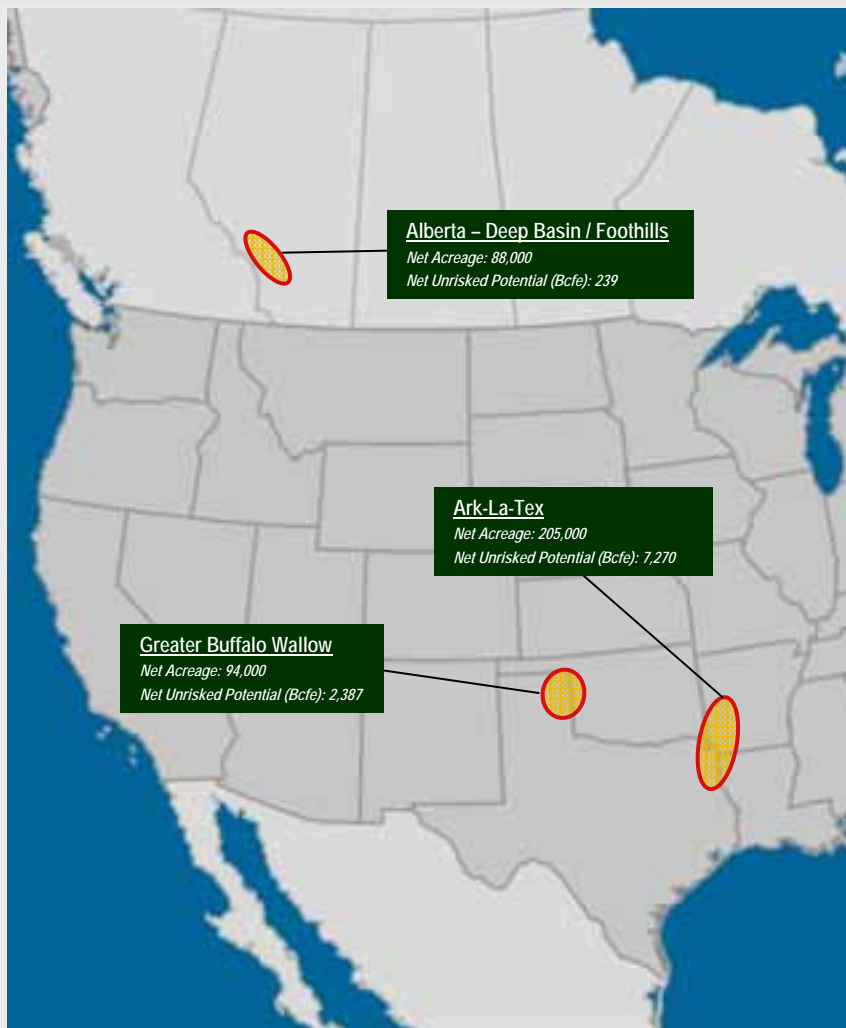 Alberta – Deep Basin / Foothills
Net Acreage: 88,000
Net Unrisked Potential (Bcfe): 239
Ark-La-Tex
Net Acreage: 205,000
Net Unrisked Potential (Bcfe): 7,270
Greater Buffalo Wallow
Net Acreage: 94,000
Net Unrisked Potential (Bcfe): 2,387